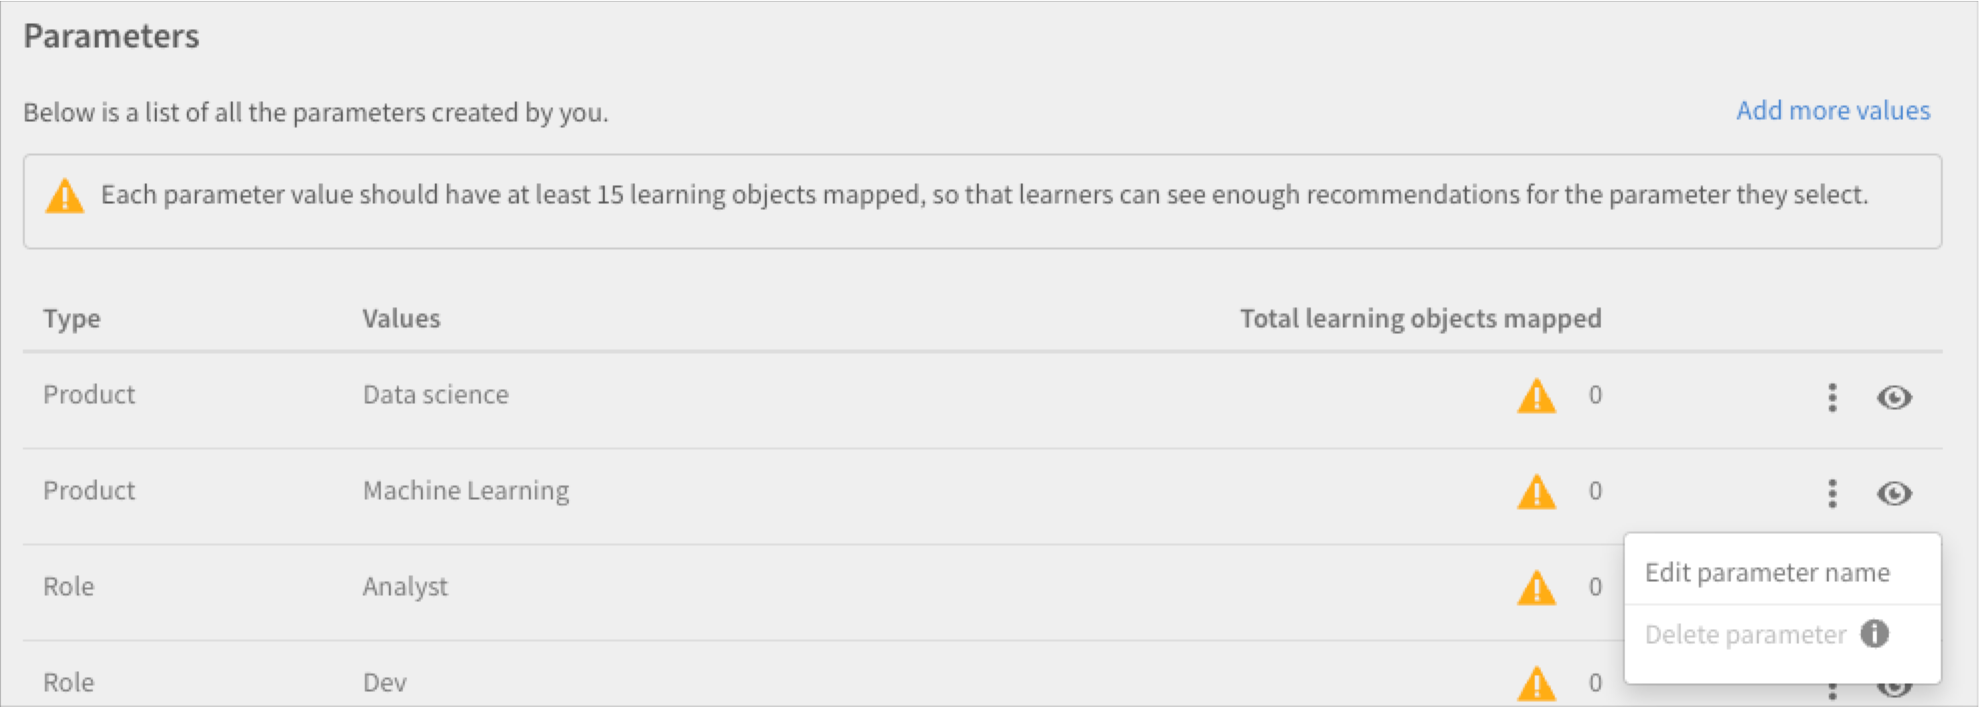 Parameters
Below is a list of all the parameters created by you.
Add more values
Each parameter value should have at least 15 learning objects mapped, so that learners can see enough recommendations for the parameter they select.
Type Values Total learning objects mapped
Product Data science 0
Product Machine Learning 0
Role Analyst 0
Edit parameter name
Delete parameter
Role Dev 0